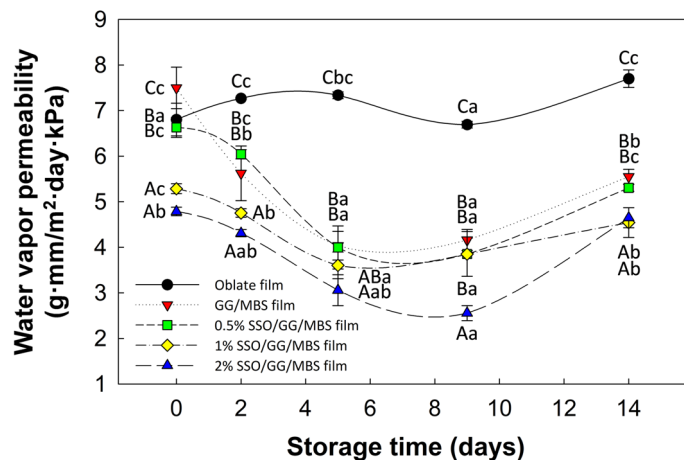 Water vapor permeability
(g·mm/m²·day·kPa)
9
8
7
6
5
4
3
2
1
Cc
Ba
Bc
Ac
Ab
Cc
Bc
Bb
Ab
Aab
Cbc
Ba
Ba
ABa
Aab
Ca
Ba
Ba
Ba
Aa
Cc
Bb
Bc
Ab
Ab
Oblate film
GG/MBS film
0.5% SSO/GG/MBS film
1% SSO/GG/MBS film
2% SSO/GG/MBS film
0 2 4 6 8 10 12 14
Storage time (days)